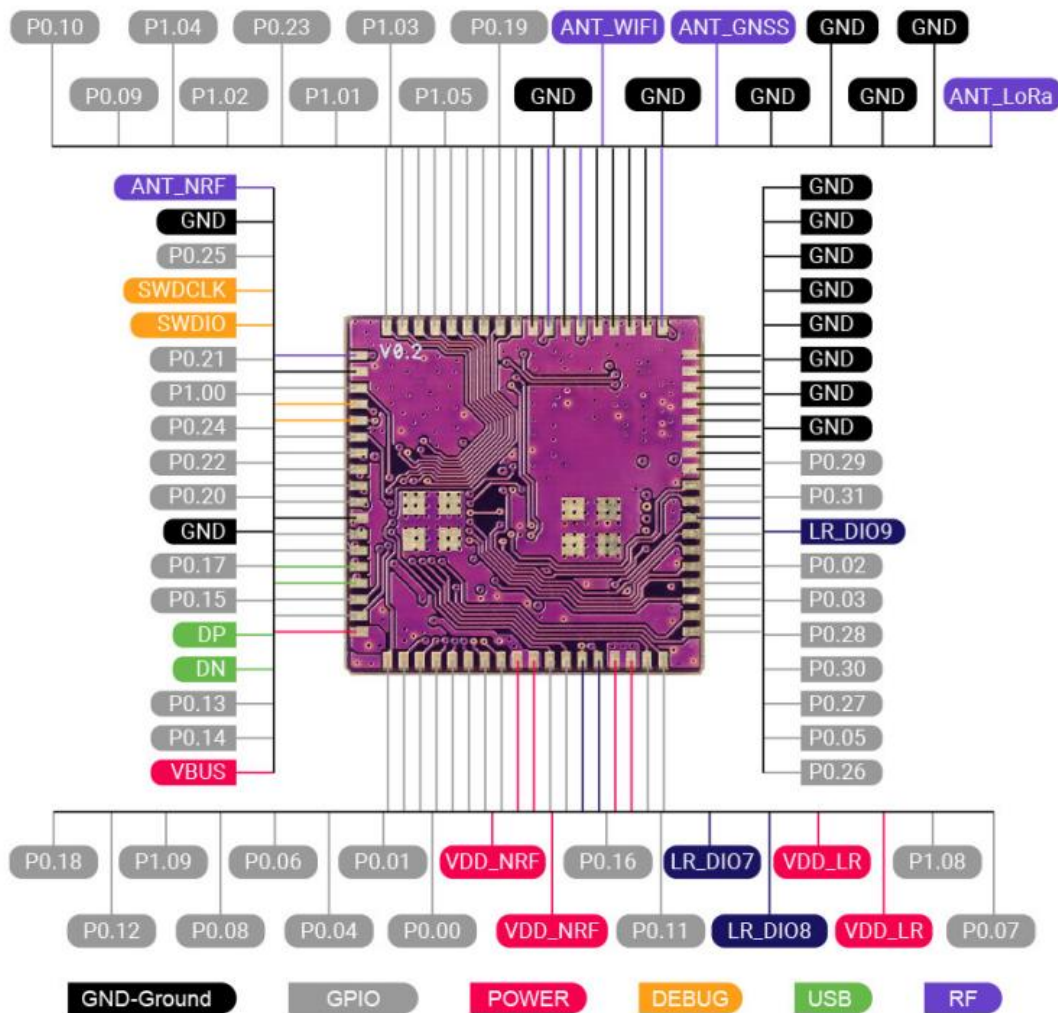 P0.10 P1.04 P0.23 P1.03 P0.19 ANT_WIFI ANT_GNSS GND GND
P0.09 P1.02 P1.01 P1.05 GND GND GND GND ANT_LoRa
ANT_NRF GND
GND GND
P0.25 GND
SWDCLK GND
SWDIO GND
V0.2
P0.21 GND
P1.00 GND
P0.24 GND
P0.22 P0.29
P0.20 P0.31
GND LR_DIO9
P0.17 P0.02
P0.15 P0.03
DP P0.28
DN P0.30
P0.13 P0.27
P0.14 P0.05
VBUS P0.26
P0.18 P1.09 P0.06 P0.01 VDD_NRF P0.16 LR_DIO7 VDD_LR P1.08
P0.12 P0.08 P0.04 P0.00 VDD_NRF P0.11 LR_DIO8 VDD_LR P0.07
GND-Ground GPIO POWER DEBUG USB RF